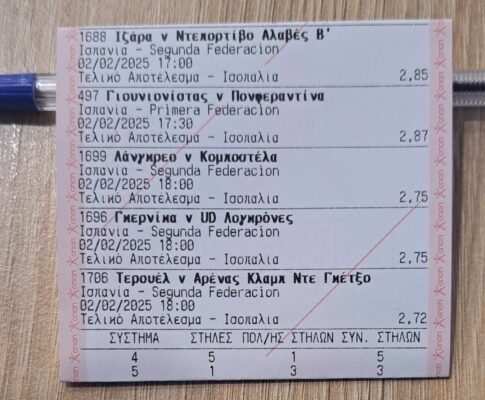 1688 Ιζάρα v Ντεπορτίβο Αλαβές Β'
Ισπανία - Segunda Federacion
02/02/2025 17:00
Τελικό Αποτέλεσμα - Ισοπαλία 2,85
497 Γιουνιονίστας v Πονφεραντίνα
Ισπανία - Primera Federacion
02/02/2025 17:30
Τελικό Αποτέλεσμα - Ισοπαλία 2,87
1699 Λάνγκρεο v Κομποστέλα
Ισπανία - Segunda Federacion
02/02/2025 18:00
Τελικό Αποτέλεσμα - Ισοπαλία 2,75
1696 Γκερνίκα v UD Λογκρόνιες
Ισπανία - Segunda Federacion
02/02/2025 18:00
Τελικό Αποτέλεσμα - Ισοπαλία 2,75
1706 Τερουέλ v Αρένας Κλαμπ Ντε Γκέτξο
Ισπανία - Segunda Federacion
02/02/2025 18:00
Τελικό Αποτέλεσμα - Ισοπαλία 2,72
ΣΥΣΤΗΜΑ ΣΤΗΛΕΣ ΠΟΛ/ΗΣ ΣΤΗΛΩΝ ΣΥΝ. ΣΤΗΛΩΝ
4 5 1 5
5 1 3 3